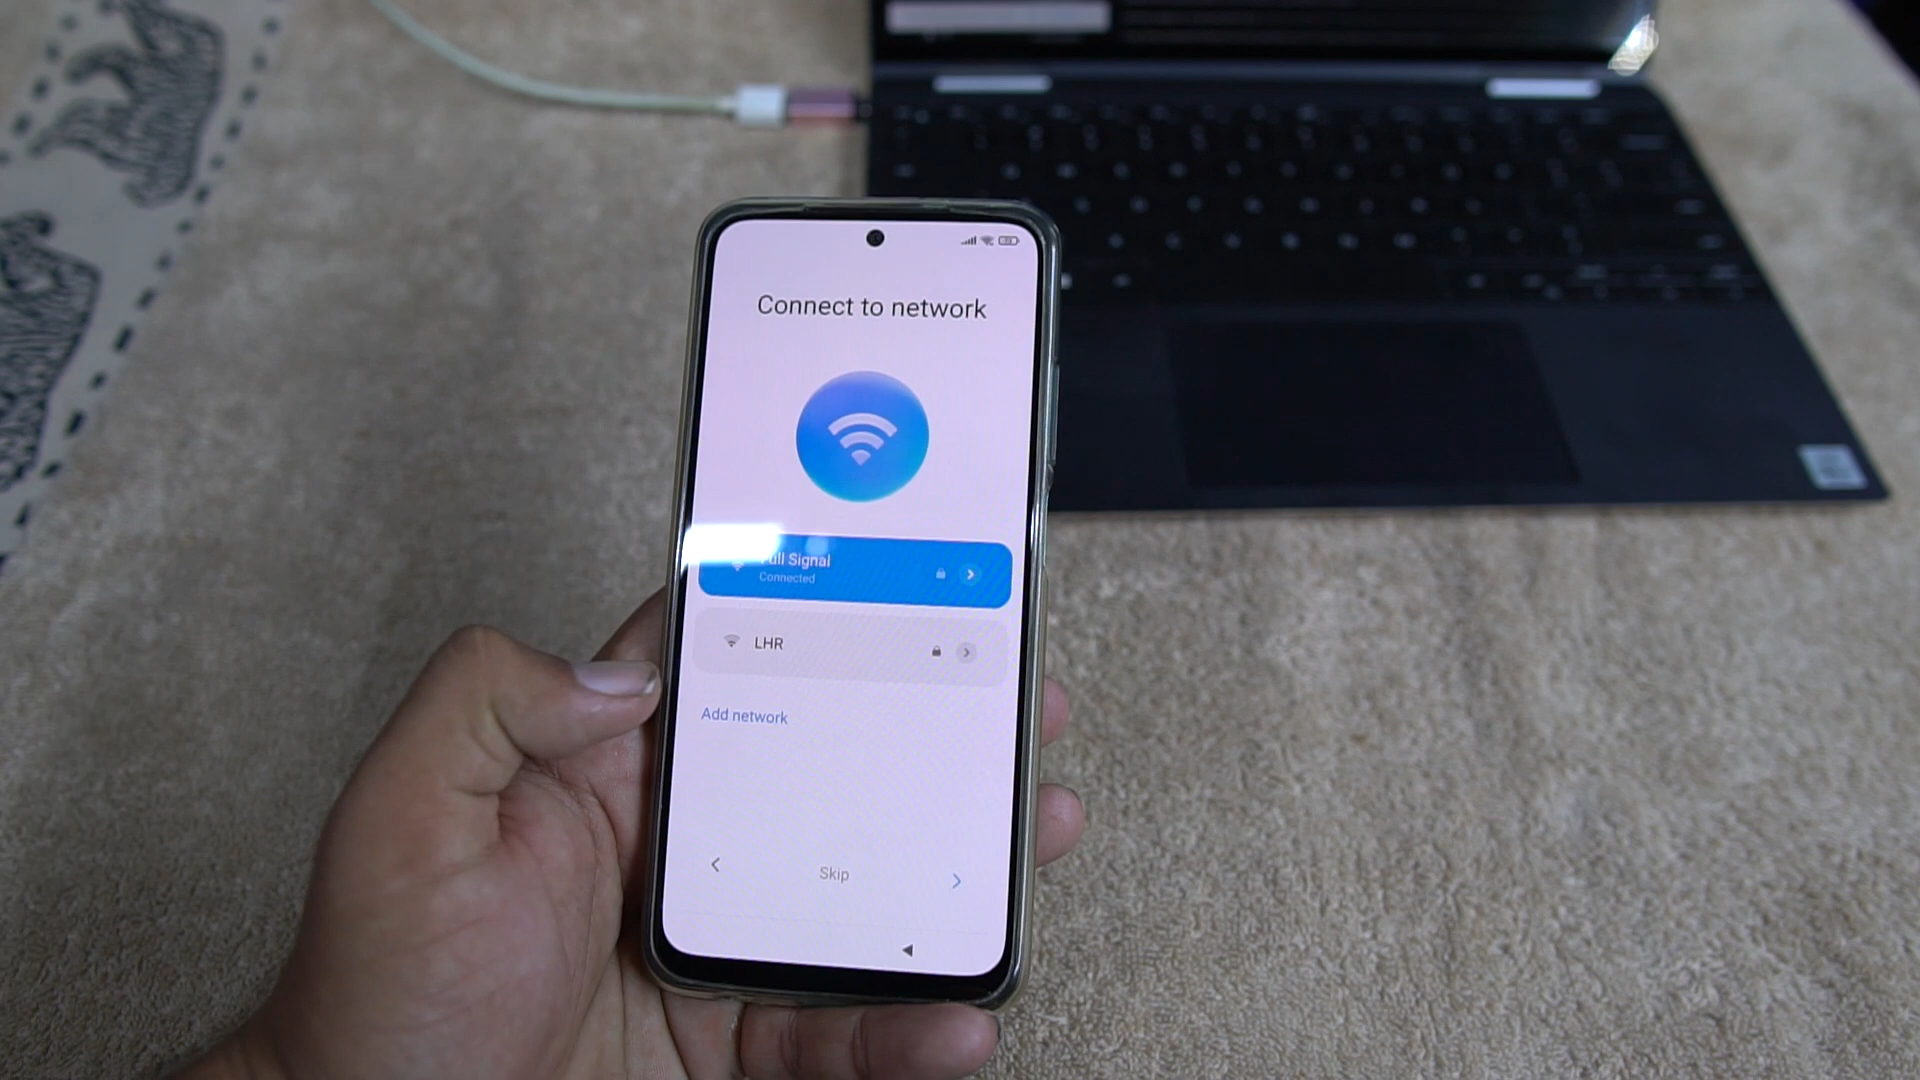 Connect to network
Full Signal
Connected
LHR
Add network
Skip